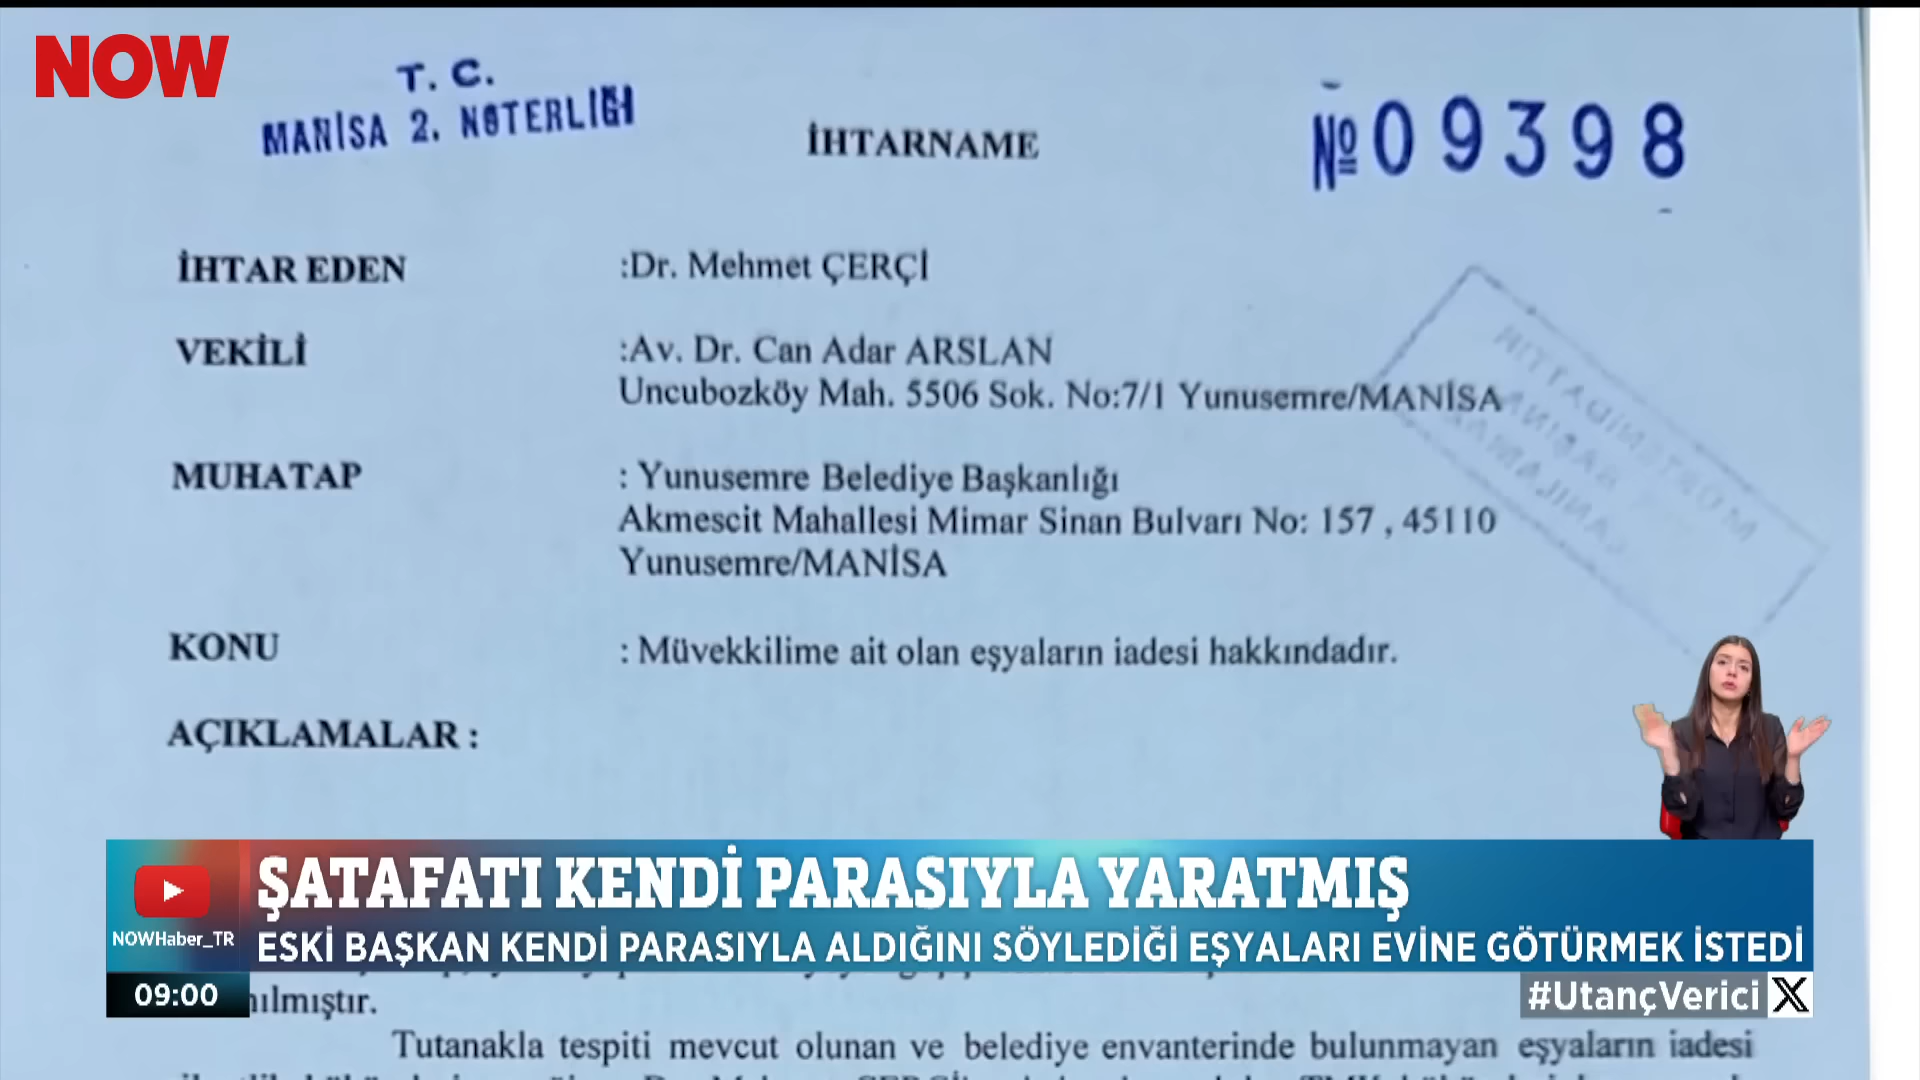 NOW
T. C.
MANİSA 2. NOTERLİĞİ
İHTARNAME
№ 09398
İHTAR EDEN :Dr. Mehmet ÇERÇİ
VEKİLİ :Av. Dr. Can Adar ARSLAN
Uncubozköy Mah. 5506 Sok. No:7/1 Yunusemre/MANİSA
MUHATAP : Yunusemre Belediye Başkanlığı
Akmescit Mahallesi Mimar Sinan Bulvarı No: 157 , 45110
Yunusemre/MANİSA
KONU : Müvekkilime ait olan eşyaların iadesi hakkındadır.
AÇIKLAMALAR :
ŞATAFATI KENDİ PARASIYLA YARATMIŞ
NOWHaber_TR
ESKİ BAŞKAN KENDİ PARASIYLA ALDIĞINI SÖYLEDİĞİ EŞYALARI EVİNE GÖTÜRMEK İSTEDİ
09:00
#UtançVerici X
Tutanakla tespiti mevcut olunan ve belediye envanterinde bulunmayan eşyaların iadesi